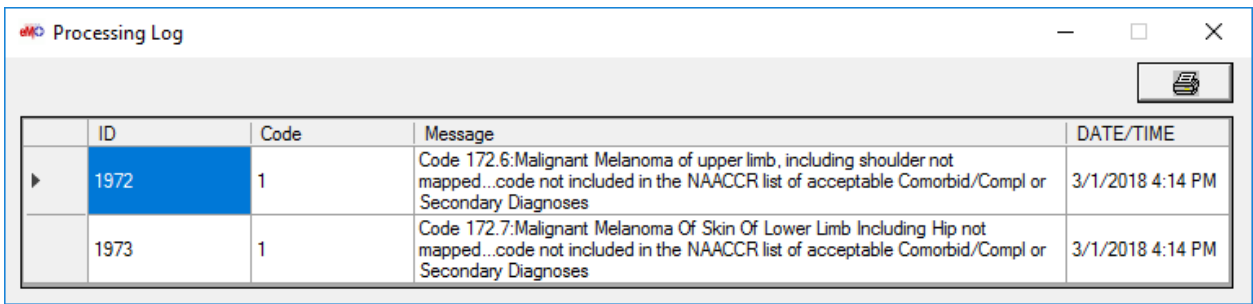 eMC Processing Log
ID Code Message DATE/TIME
1972 1 Code 172.6:Malignant Melanoma of upper limb, including shoulder not
mapped...code not included in the NAACCR list of acceptable Comorbid/Compl or
Secondary Diagnoses 3/1/2018 4:14 PM
1973 1 Code 172.7:Malignant Melanoma Of Skin Of Lower Limb Including Hip not
mapped...code not included in the NAACCR list of acceptable Comorbid/Compl or
Secondary Diagnoses 3/1/2018 4:14 PM